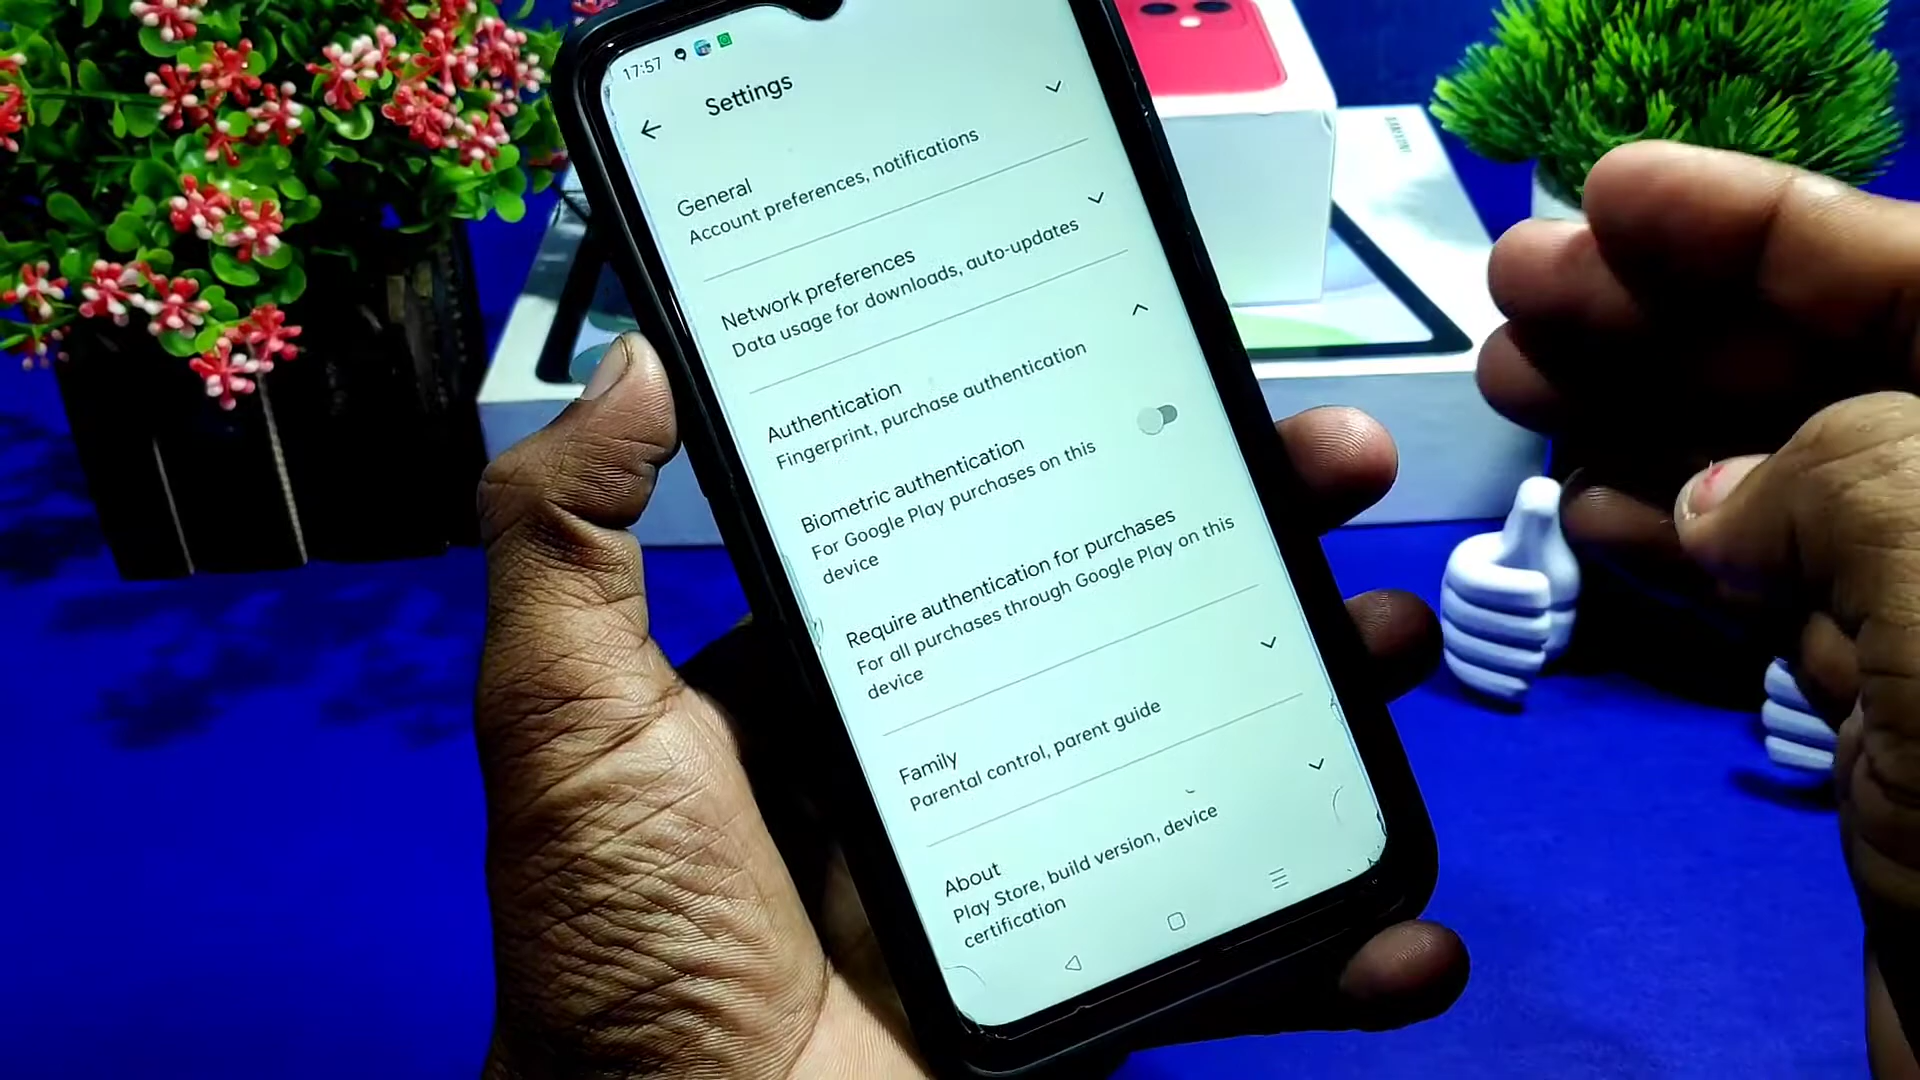 17:57
Settings
General
Account preferences, notifications
Network preferences
Data usage for downloads, auto-updates
Authentication
Fingerprint, purchase authentication
Biometric authentication
For Google Play purchases on this
device
Require authentication for purchases
For all purchases through Google Play on this
device
Family
Parental control, parent guide
About
Play Store, build version, device
certification
SAMSUNG